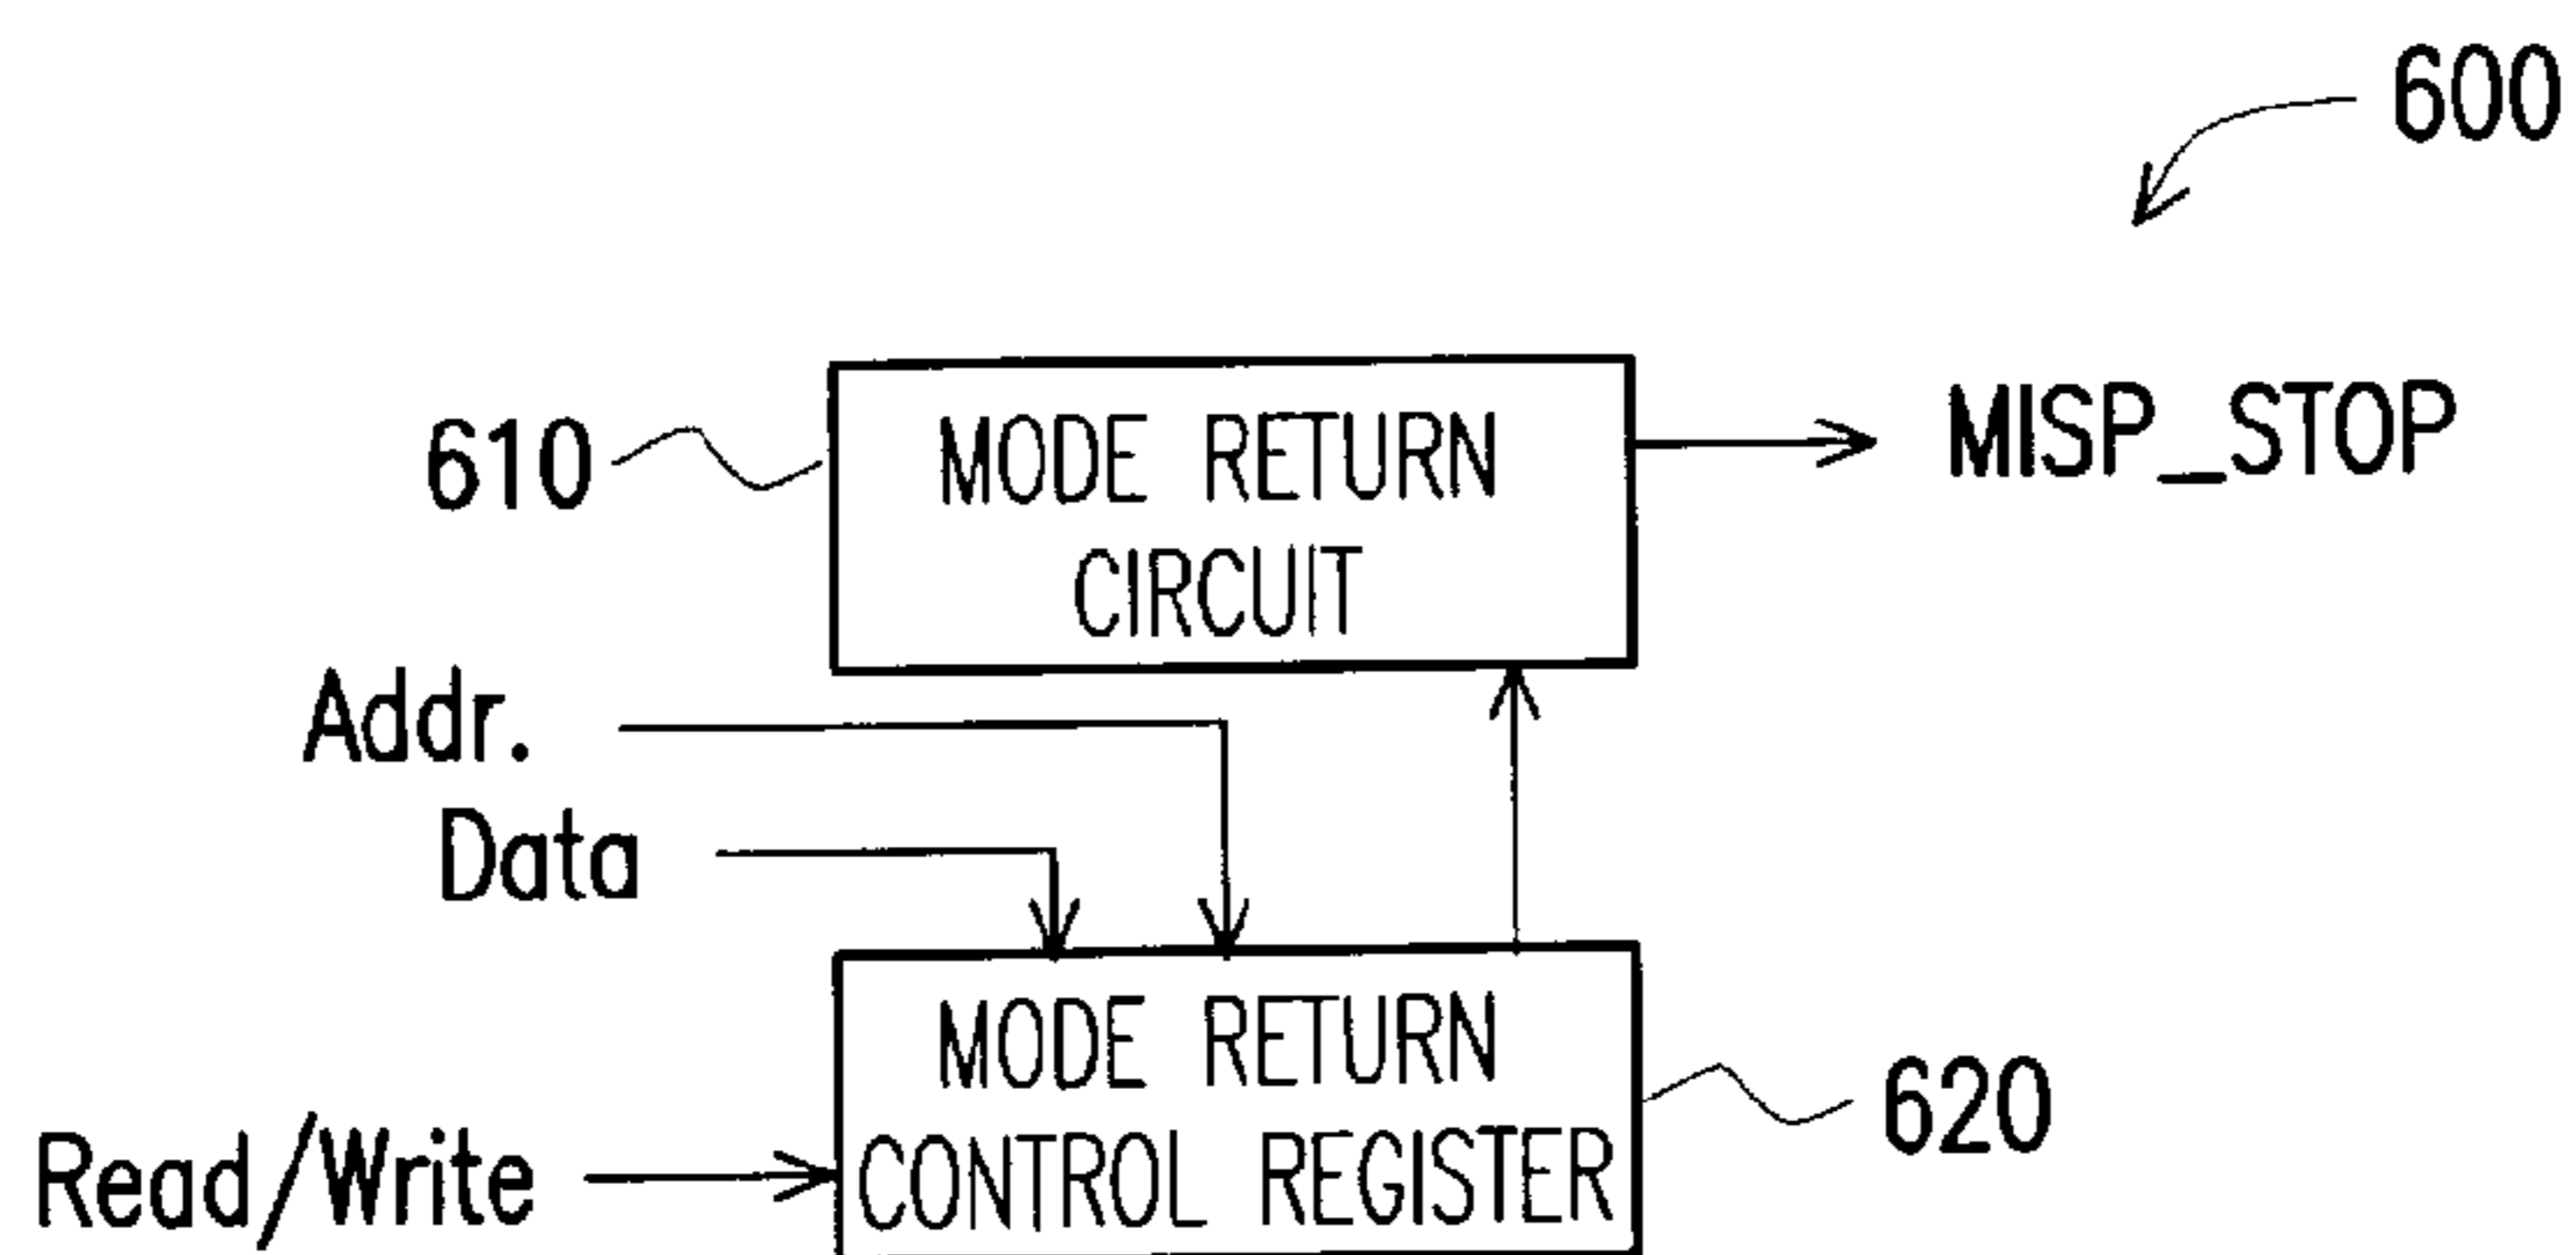 600
610
MODE RETURN
CIRCUIT
MISP_STOP
Addr.
Data
Read/Write
MODE RETURN
CONTROL REGISTER
620